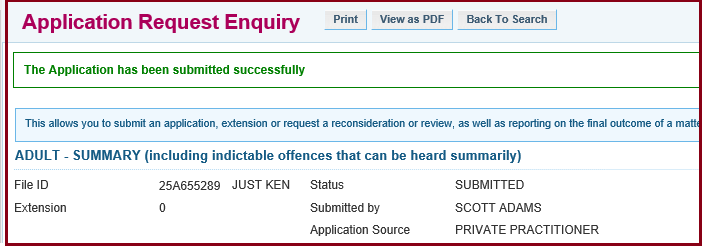 Application Request Enquiry Print View as PDF Back To Search
The Application has been submitted successfully
This allows you to submit an application, extension or request a reconsideration or review, as well as reporting on the final outcome of a matte
ADULT - SUMMARY (including indictable offences that can be heard summarily)
File ID 25A655289 JUST KEN Status SUBMITTED
Extension 0 Submitted by SCOTT ADAMS
Application Source PRIVATE PRACTITIONER